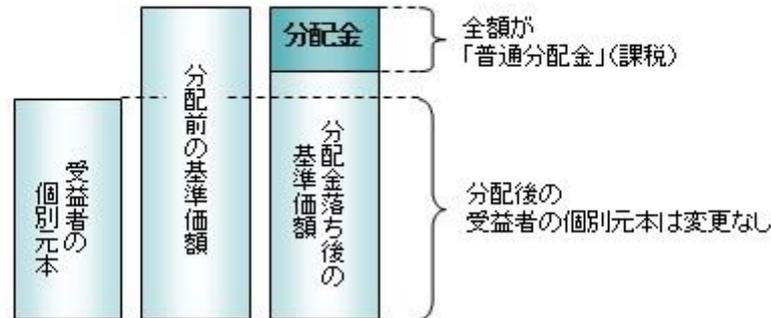 受益者の
個別元本
分配前の基準価額
分配金
分配金落ち後の
基準価額
全額が
「普通分配金」(課税)
分配後の
受益者の個別元本は変更なし